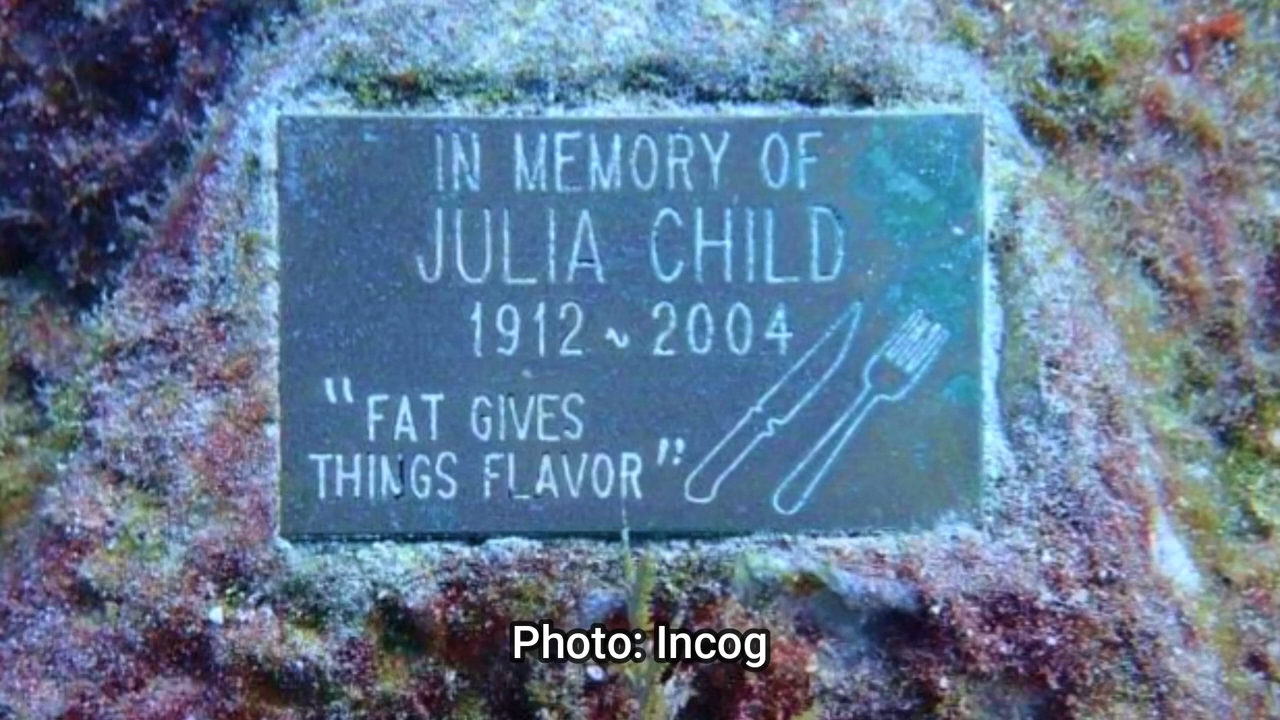 IN MEMORY OF
JULIA CHILD
1912 ~ 2004
"FAT GIVES
THINGS FLAVOR"
Photo: Incog